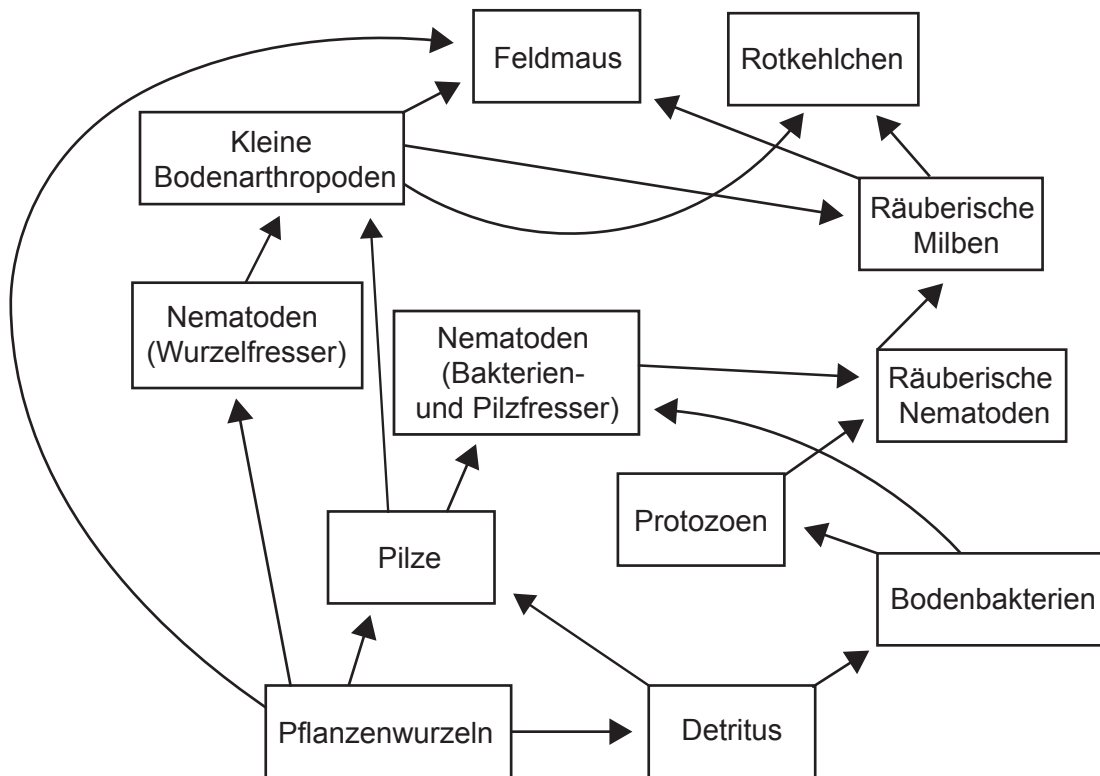 Feldmaus
Rotkehlchen
Kleine
Bodenarthropoden
Räuberische
Milben
Nematoden
(Wurzelfresser)
Nematoden
(Bakterien-
und Pilzfresser)
Räuberische
Nematoden
Protozoen
Pilze
Bodenbakterien
Pflanzenwurzeln
Detritus